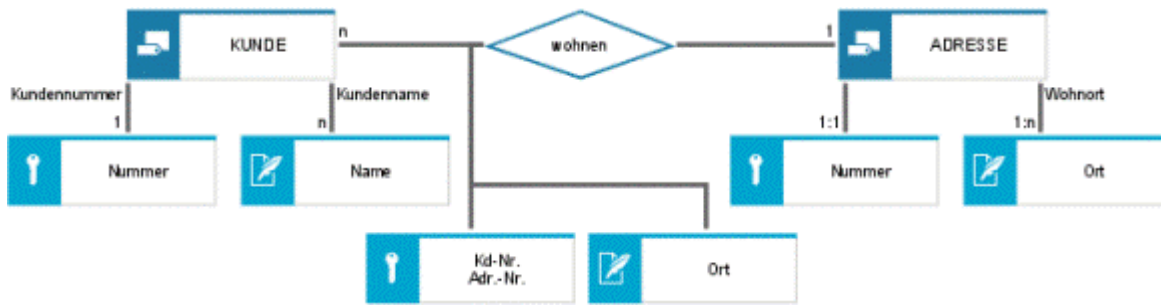 KUNDE
n
wohnen
1
ADRESSE
Kundennummer
Kundenname
Wohnort
1
n
1:1
1:n
Nummer
Name
Nummer
Ort
Kd-Nr.
Adr.-Nr.
Ort